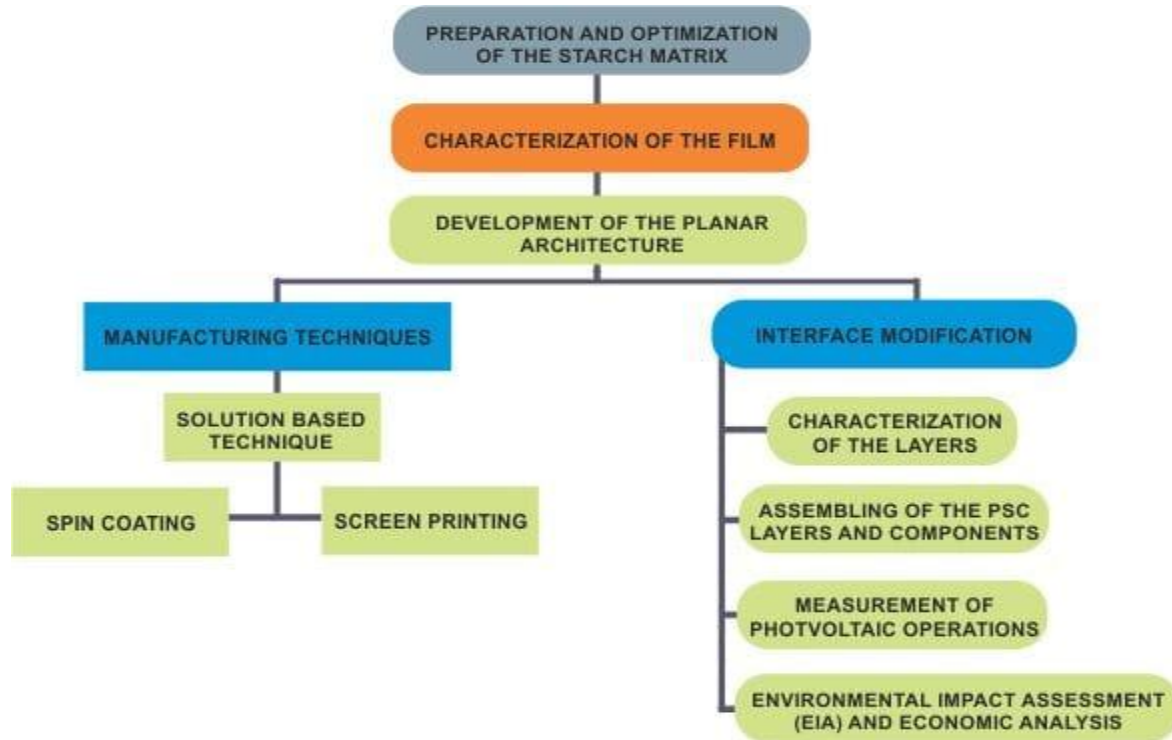 PREPARATION AND OPTIMIZATION
OF THE STARCH MATRIX
CHARACTERIZATION OF THE FILM
DEVELOPMENT OF THE PLANAR
ARCHITECTURE
MANUFACTURING TECHNIQUES
SOLUTION BASED
TECHNIQUE
SPIN COATING
SCREEN PRINTING
INTERFACE MODIFICATION
CHARACTERIZATION
OF THE LAYERS
ASSEMBLING OF THE PSC
LAYERS AND COMPONENTS
MEASUREMENT OF
PHOTVOLTAIC OPERATIONS
ENVIRONMENTAL IMPACT ASSESSMENT
(EIA) AND ECONOMIC ANALYSIS